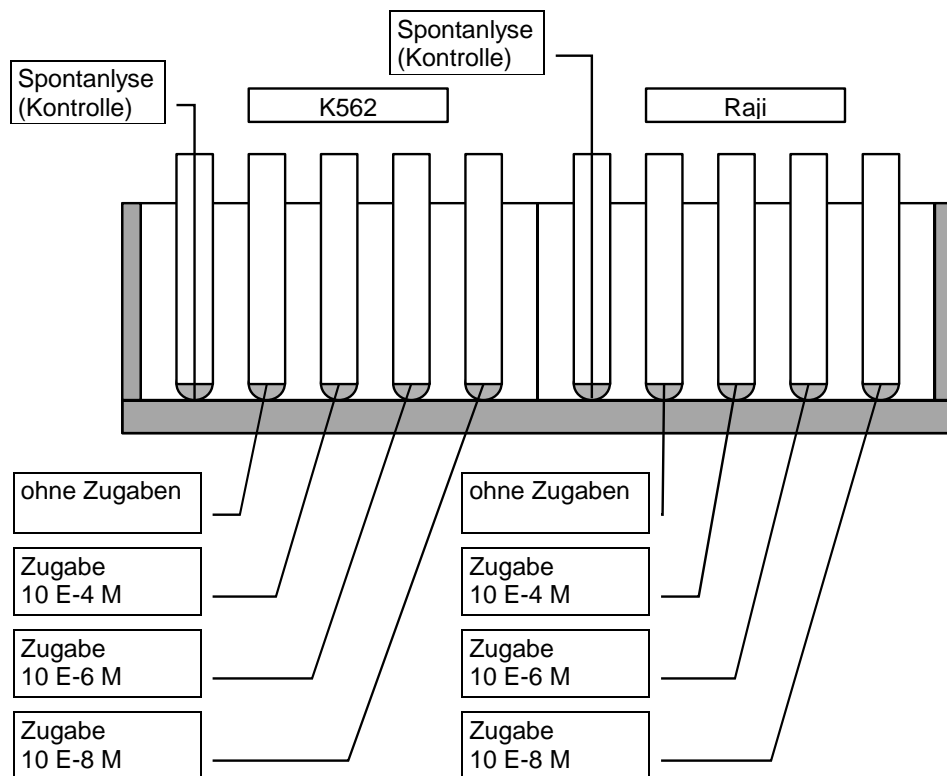 Spontanlyse
(Kontrolle)
Spontanlyse
(Kontrolle)
K562
Raji
ohne Zugaben
Zugabe
10 E-4 M
Zugabe
10 E-6 M
Zugabe
10 E-8 M
ohne Zugaben
Zugabe
10 E-4 M
Zugabe
10 E-6 M
Zugabe
10 E-8 M